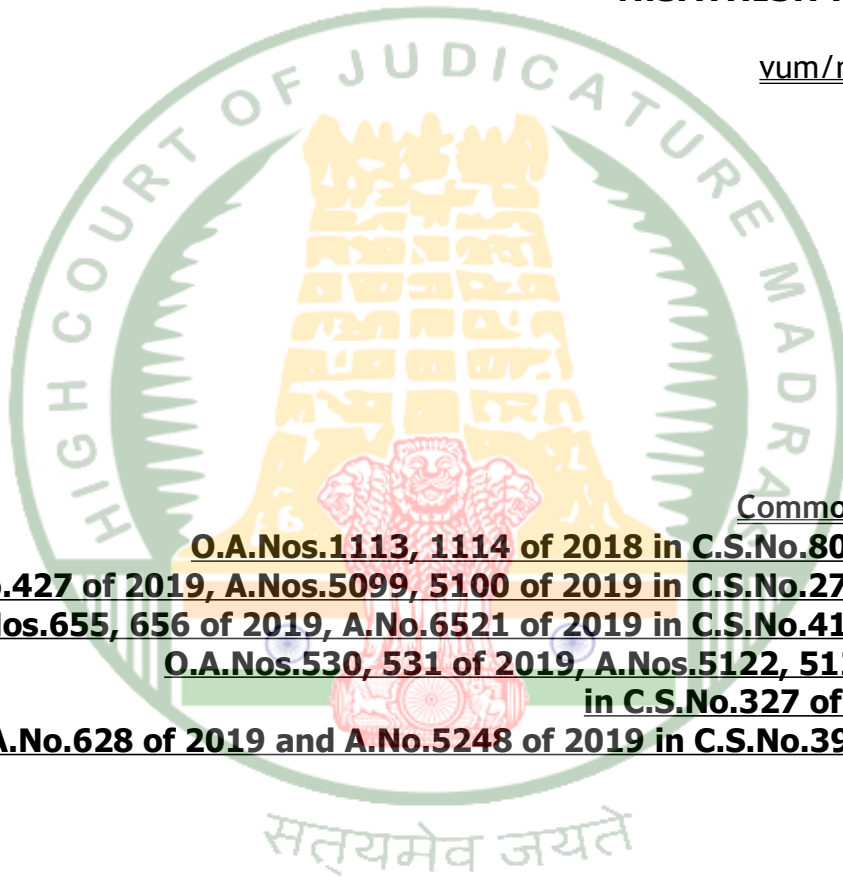 vum/
HIGH COURT OF JUDICATURE MADRAS
Commo
O.A.Nos.1113, 1114 of 2018 in C.S.No.80
.427 of 2019, A.Nos.5099, 5100 of 2019 in C.S.No.27
os.655, 656 of 2019, A.No.6521 of 2019 in C.S.No.41
O.A.Nos.530, 531 of 2019, A.Nos.5122, 51
in C.S.No.327 of
A.No.628 of 2019 and A.No.5248 of 2019 in C.S.No.39
सत्यमेव जयते